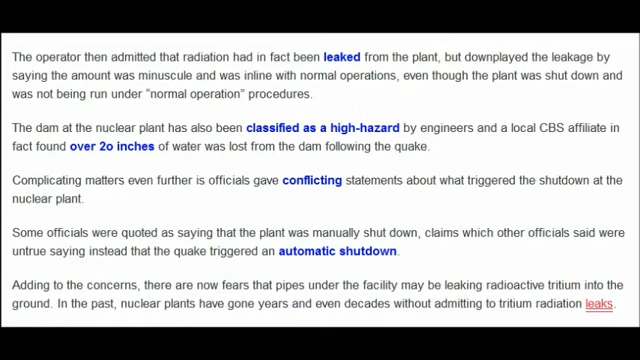 The operator then admitted that radiation had in fact been leaked from the plant, but downplayed the leakage by
saying the amount was minuscule and was inline with normal operations, even though the plant was shut down and
was not being run under “normal operation” procedures.
The dam at the nuclear plant has also been classified as a high-hazard by engineers and a local CBS affiliate in
fact found over 2o inches of water was lost from the dam following the quake.
Complicating matters even further is officials gave conflicting statements about what triggered the shutdown at the
nuclear plant.
Some officials were quoted as saying that the plant was manually shut down, claims which other officials said were
untrue saying instead that the quake triggered an automatic shutdown.
Adding to the concerns, there are now fears that pipes under the facility may be leaking radioactive tritium into the
ground. In the past, nuclear plants have gone years and even decades without admitting to tritium radiation leaks.